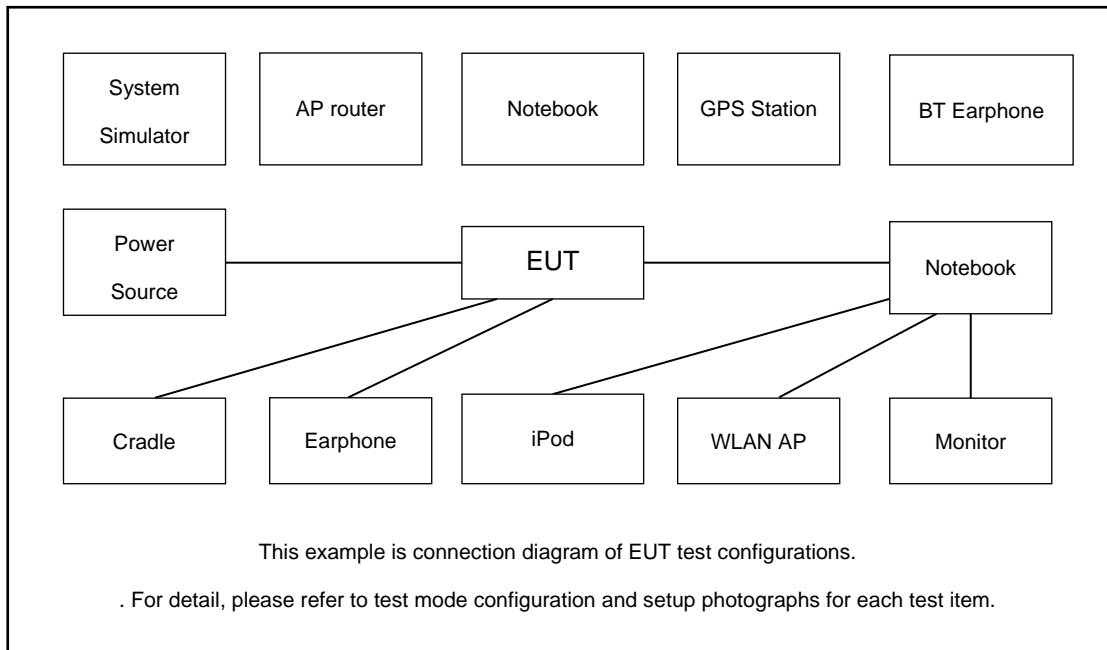 System
Simulator
AP router
Notebook
GPS Station
BT Earphone
Power
Source
EUT
Notebook
Cradle
Earphone
iPod
WLAN AP
Monitor
This example is connection diagram of EUT test configurations.
. For detail, please refer to test mode configuration and setup photographs for each test item.